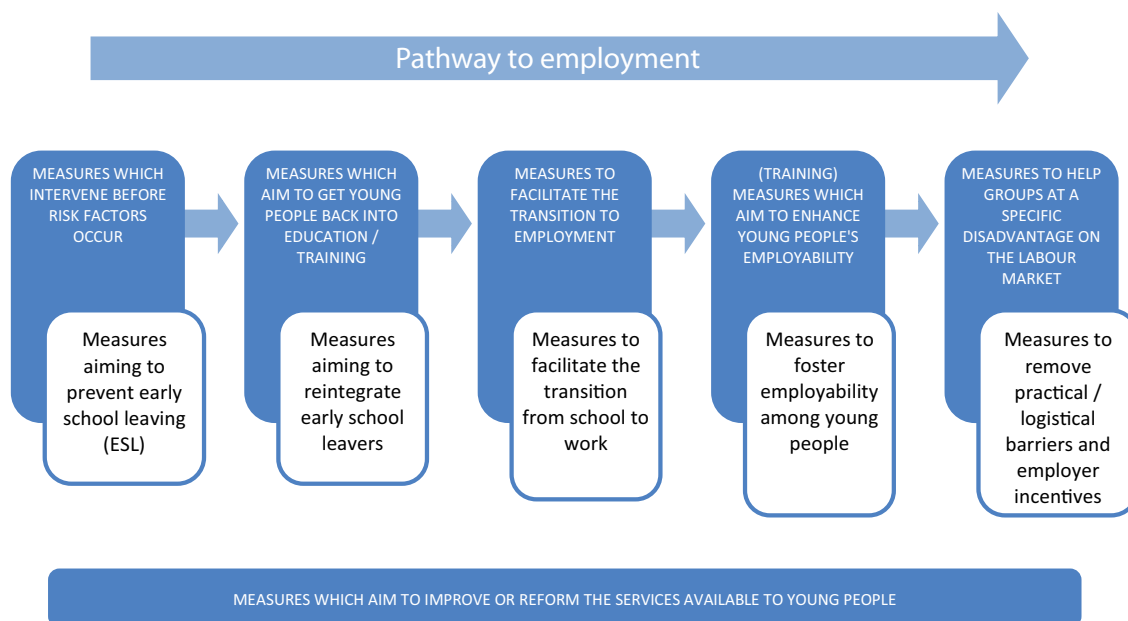 Pathway to employment
MEASURES WHICH
INTERVENE BEFORE
RISK FACTORS
OCCUR
Measures
aiming to
prevent early
school leaving
(ESL)
MEASURES WHICH
AIM TO GET YOUNG
PEOPLE BACK INTO
EDUCATION /
TRAINING
Measures
aiming to
reintegrate
early school
leavers
MEASURES TO
FACILITATE THE
TRANSITION TO
EMPLOYMENT
Measures to
facilitate the
transition
from school to
work
(TRAINING)
MEASURES WHICH
AIM TO ENHANCE
YOUNG PEOPLE'S
EMPLOYABILITY
Measures to
foster
employability
among young
people
MEASURES TO HELP
GROUPS AT A
SPECIFIC
DISADVANTAGE ON
THE LABOUR
MARKET
Measures to
remove
practical /
logistical
barriers and
employer
incentives
MEASURES WHICH AIM TO IMPROVE OR REFORM THE SERVICES AVAILABLE TO YOUNG PEOPLE